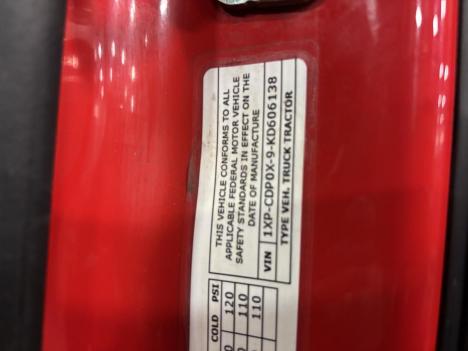 THIS VEHICLE CONFORMS TO ALL
APPLICABLE FEDERAL MOTOR VEHICLE
SAFETY STANDARDS IN EFFECT ON THE
DATE OF MANUFACTURE
VIN 1XP-CDP0X-9-KD606138
TYPE VEH. TRUCK TRACTOR
COLD PSI
120
110
110